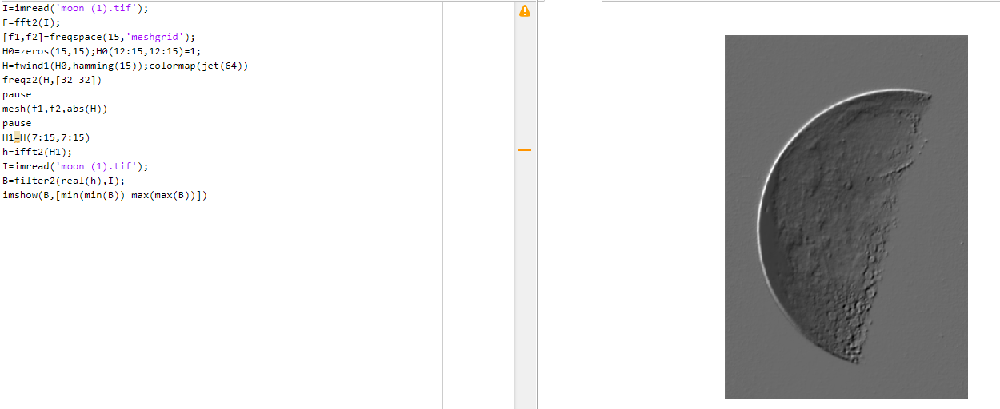 I=imread('moon (1).tif');
F=fft2(I);
[f1,f2]=freqspace(15,'meshgrid');
H0=zeros(15,15);H0(12:15,12:15)=1;
H=fwind1(H0,hamming(15));colormap(jet(64))
freqz2(H,[32 32])
pause
mesh(f1,f2,abs(H))
pause
H1=H(7:15,7:15)
h=ifft2(H1);
I=imread('moon (1).tif');
B=filter2(real(h),I);
imshow(B,[min(min(B)) max(max(B))])